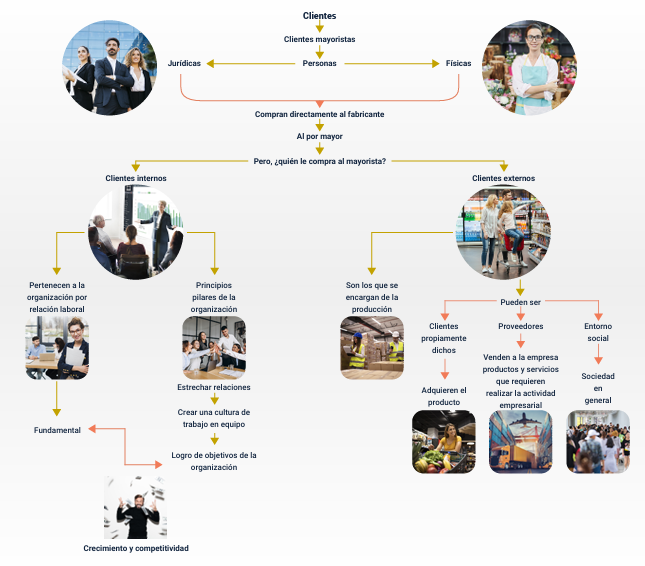 Clientes
Clientes mayoristas
Jurídicas
Personas
Físicas
Compran directamente al fabricante
Al por mayor
Pero, ¿quién le compra al mayorista?
Clientes internos
Clientes externos
Pertenecen a la
organización por
relación laboral
Principios
pilares de la
organización
Son los que se
encargan de la
producción
Pueden ser
Clientes
propiamente
dichos
Proveedores
Entorno
social
Venden a la empresa
productos y servicios
que requieren
realizar la actividad
empresarial
Adquieren el
producto
Sociedad
en
general
Estrechar relaciones
Crear una cultura de
trabajo en equipo
Fundamental
Logro de objetivos de la
organización
Crecimiento y competitividad